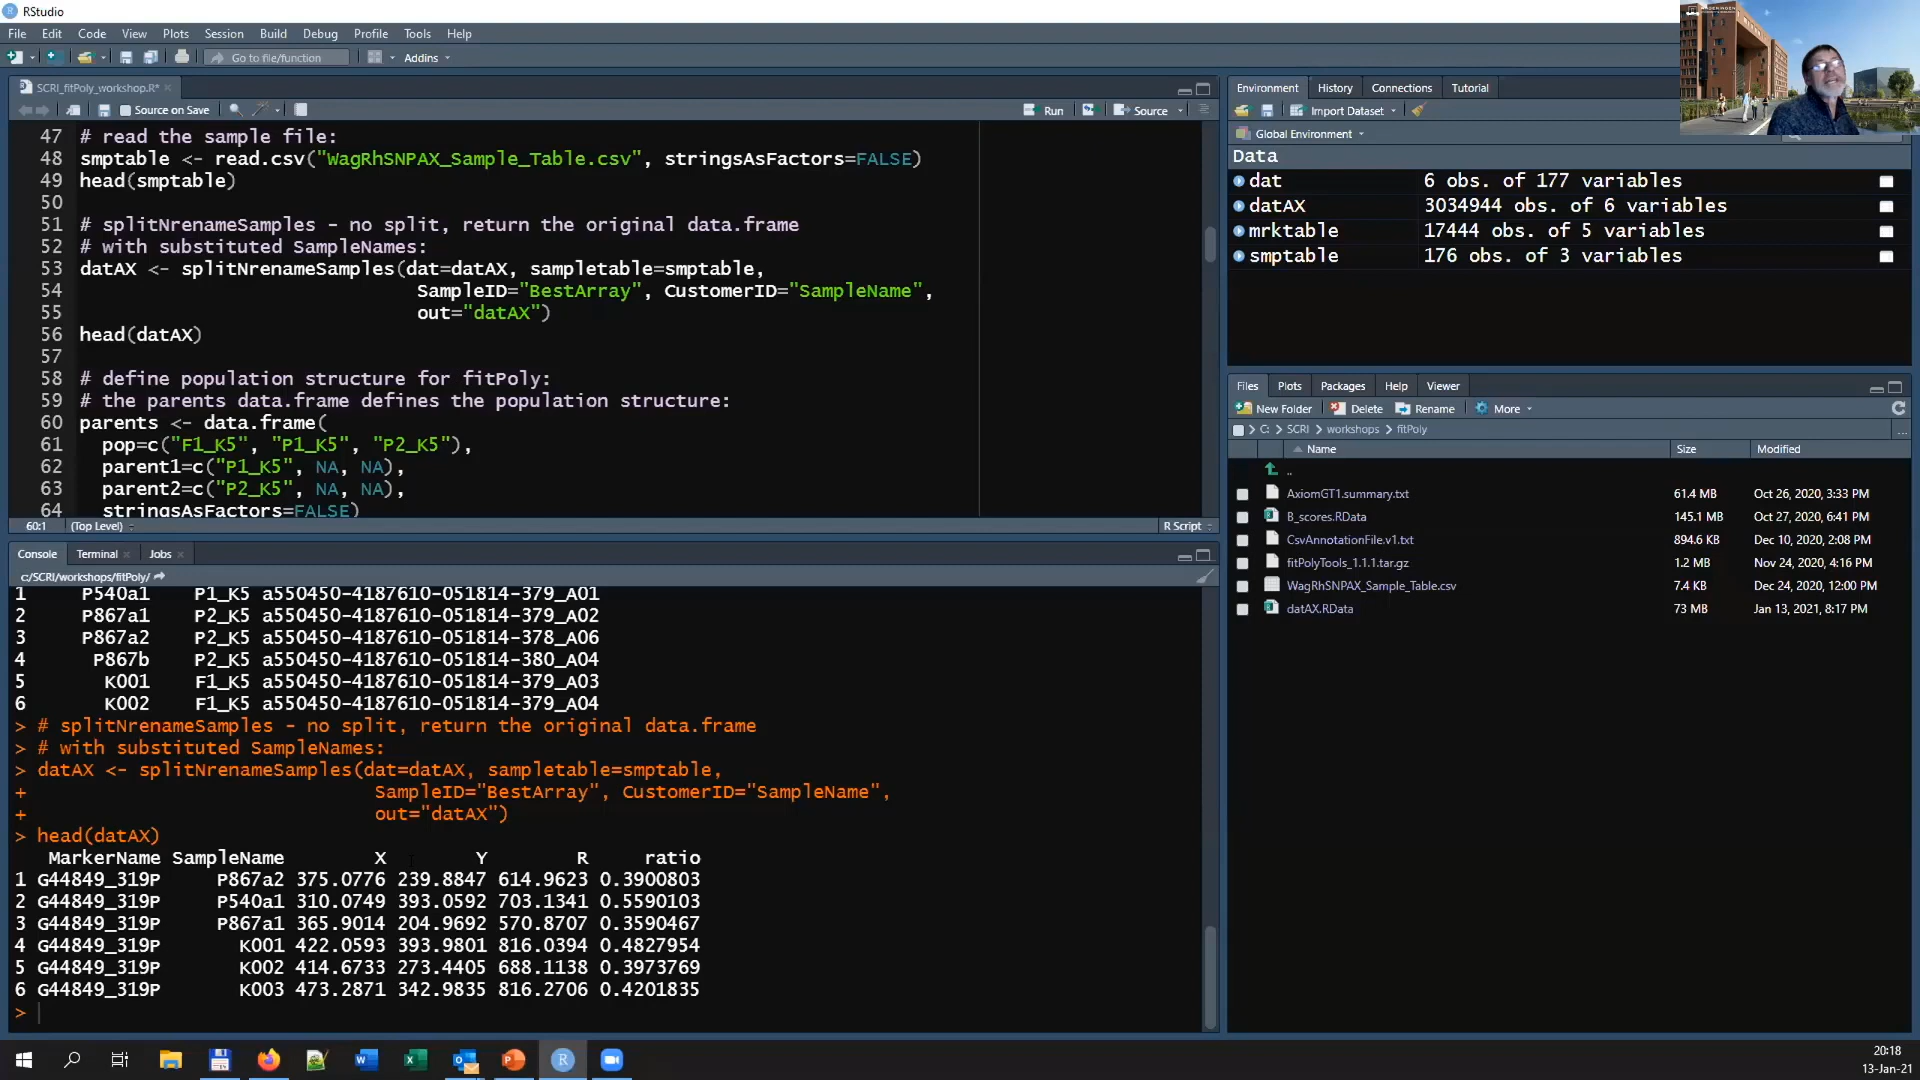 RStudio
File Edit Code View Plots Session Build Debug Profile Tools Help
Go to file/function Addins
SCRI_fitPoly_workshop.R*
Source on Save Run Source
47 # read the sample file:
48 smptable <- read.csv("WagRhSNPAX_Sample_Table.csv", stringsAsFactors=FALSE)
49 head(smptable)
50
51 # splitNrenameSamples - no split, return the original data.frame
52 # with substituted SampleNames:
53 datAX <- splitNrenameSamples(dat=datAX, sampletable=smptable,
54 SampleID="BestArray", CustomerID="SampleName",
55 out="datAX")
56 head(datAX)
57
58 # define population structure for fitPoly:
59 # the parents data.frame defines the population structure:
60 parents <- data.frame(
61 pop=c("F1_K5", "P1_K5", "P2_K5"),
62 parent1=c("P1_K5", NA, NA),
63 parent2=c("P2_K5", NA, NA),
64 stringsAsFactors=FALSE)
60:1 (Top Level) R Script
Console Terminal Jobs
c:/SCRI/workshops/fitPoly/
1 P540a1 P1_K5 a550450-4187610-051814-379_A01
2 P867a1 P2_K5 a550450-4187610-051814-379_A02
3 P867a2 P2_K5 a550450-4187610-051814-378_A06
4 P867b P2_K5 a550450-4187610-051814-380_A04
5 K001 F1_K5 a550450-4187610-051814-379_A03
6 K002 F1_K5 a550450-4187610-051814-379_A04
> # splitNrenameSamples - no split, return the original data.frame
> # with substituted SampleNames:
> datAX <- splitNrenameSamples(dat=datAX, sampletable=smptable,
+ SampleID="BestArray", CustomerID="SampleName",
+ out="datAX")
> head(datAX)
MarkerName SampleName X Y R ratio
1 G44849_319P P867a2 375.0776 239.8847 614.9623 0.3900803
2 G44849_319P P540a1 310.0749 393.0592 703.1341 0.5590103
3 G44849_319P P867a1 365.9014 204.9692 570.8707 0.3590467
4 G44849_319P K001 422.0593 393.9801 816.0394 0.4827954
5 G44849_319P K002 414.6733 273.4405 688.1138 0.3973769
6 G44849_319P K003 473.2871 342.9835 816.2706 0.4201835
>
Environment History Connections Tutorial
Import Dataset
Global Environment
Data
dat 6 obs. of 177 variables
datAX 3034944 obs. of 6 variables
mrktable 17444 obs. of 5 variables
smptable 176 obs. of 3 variables
Files Plots Packages Help Viewer
New Folder Delete Rename More
C: > SCRI > workshops > fitPoly ...
Name Size Modified
..
AxiomGT1.summary.txt 61.4 MB Oct 26, 2020, 3:33 PM
B_scores.RData 145.1 MB Oct 27, 2020, 6:41 PM
CsvAnnotationFile.v1.txt 894.6 KB Dec 10, 2020, 2:08 PM
fitPolyTools_1.1.1.tar.gz 1.2 MB Nov 24, 2020, 4:16 PM
WagRhSNPAX_Sample_Table.csv 7.4 KB Dec 24, 2020, 12:00 PM
datAX.RData 73 MB Jan 13, 2021, 8:17 PM
20:18
13-Jan-21